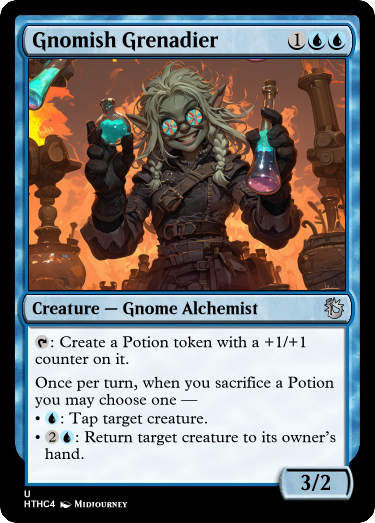 Gnomish Grenadier 1
Creature — Gnome Alchemist
: Create a Potion token with a +1/+1
counter on it.
Once per turn, when you sacrifice a Potion
you may choose one —
• : Tap target creature.
• 2 : Return target creature to its owner's
hand.
3/2
U
HTHC4 Midjourney